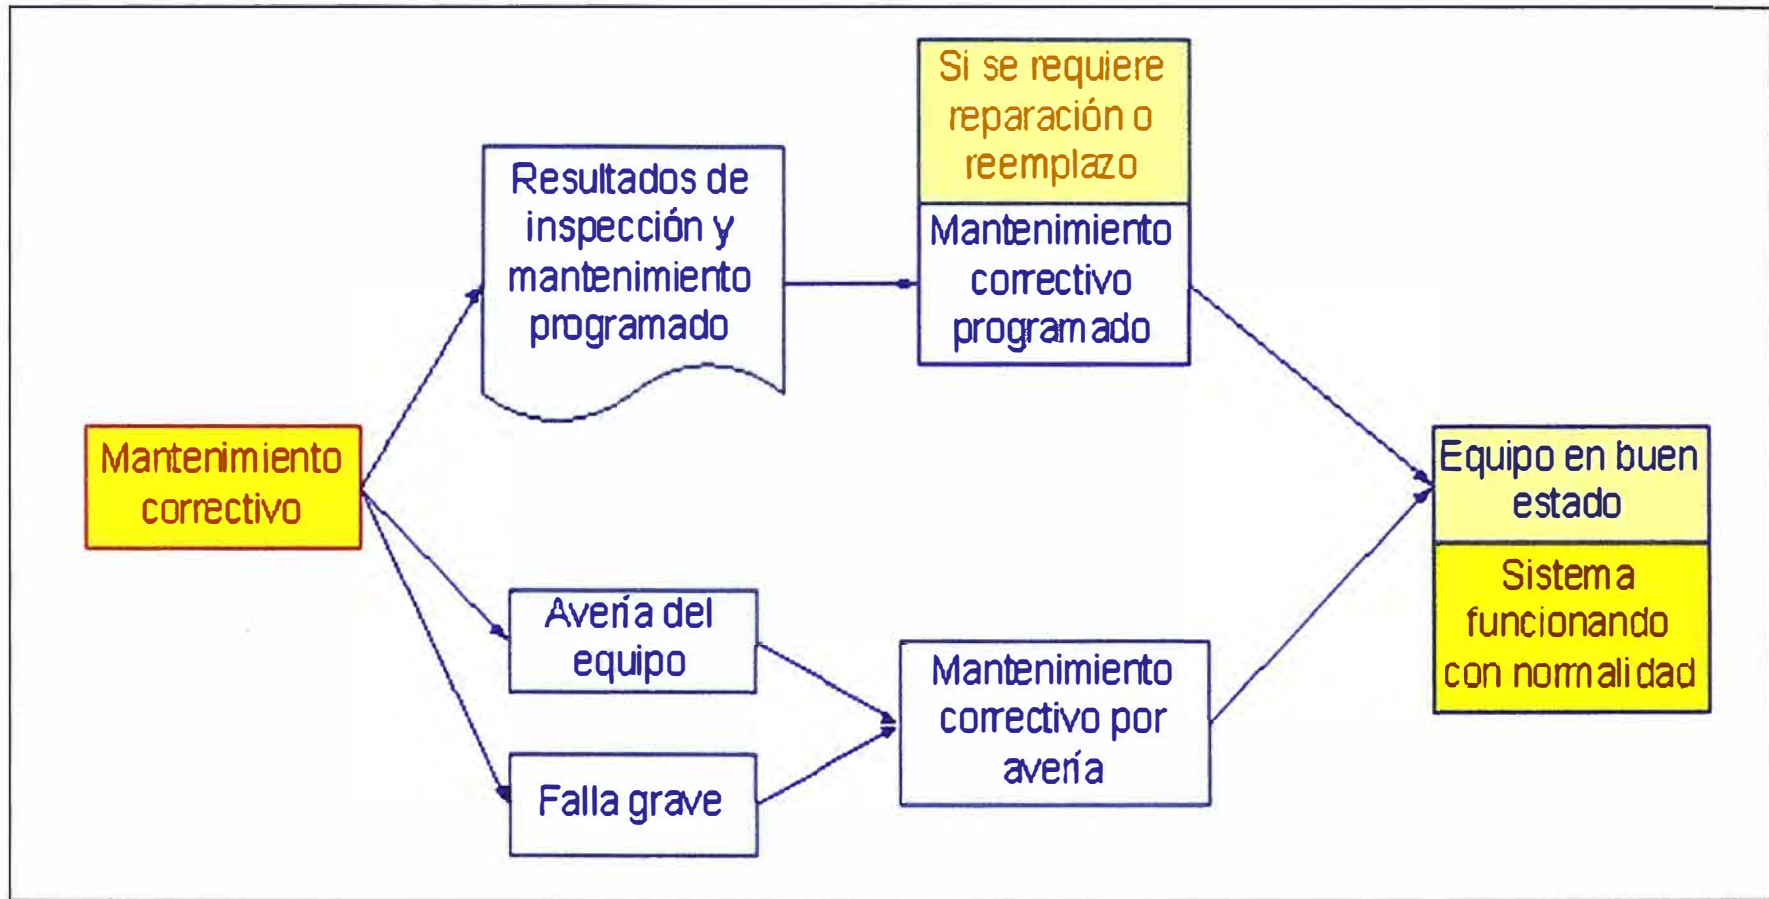 Si se requiere
reparación o
reemplazo
Resultados de
inspección y
mantenimiento
programado
Mantenimiento
correctivo
programado
Mantenimiento
correctivo
Equipo en buen
estado
Sistema
funcionando
con normalidad
Avería del
equipo
Mantenimiento
correctivo por
avería
Falla grave